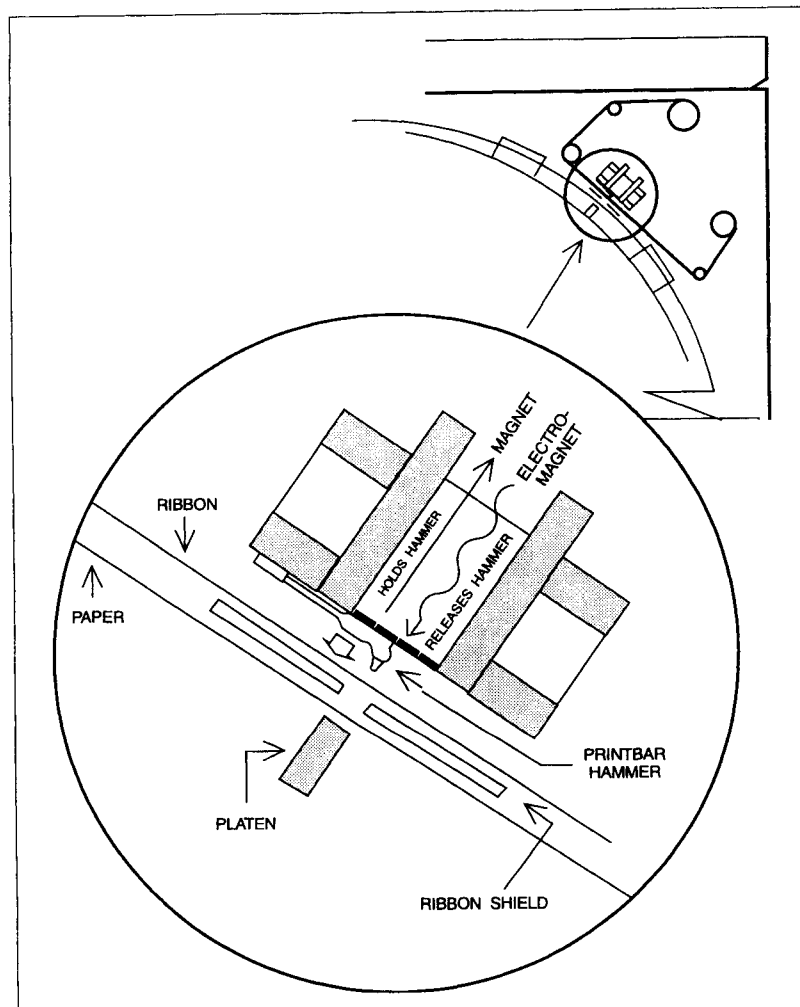 MAGNET
ELECTRO-
MAGNET
HOLDS HAMMER
RELEASES HAMMER
RIBBON
PAPER
PRINTBAR
HAMMER
PLATEN
RIBBON SHIELD